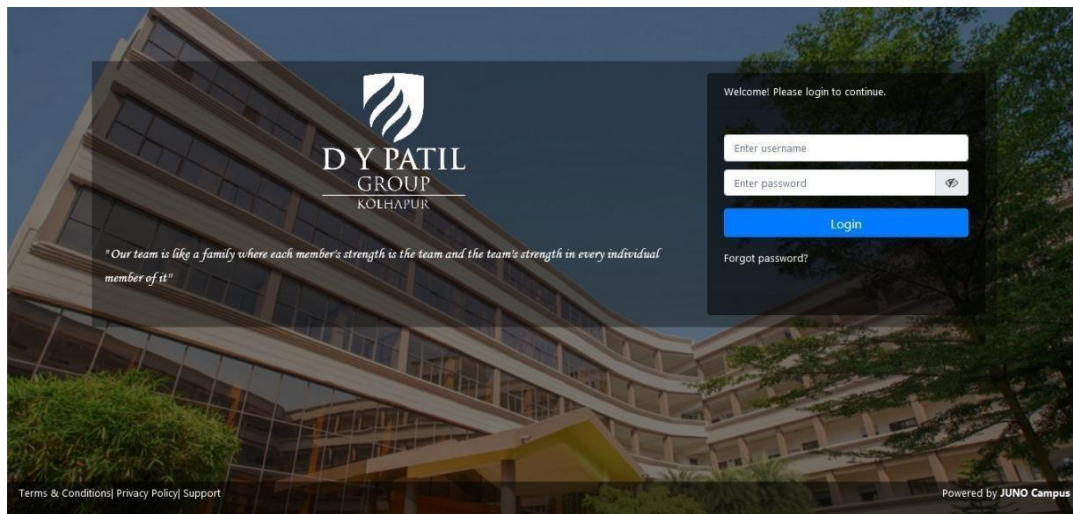 D Y PATIL
GROUP
KOLHAPUR
"Our team is like a family where each member's strength is the team and the team's strength in every individual
member of it"
Welcome! Please login to continue.
Enter username
Enter password
Login
Forgot password?
Terms & Conditions| Privacy Policy| Support
Powered by JUNO Campus